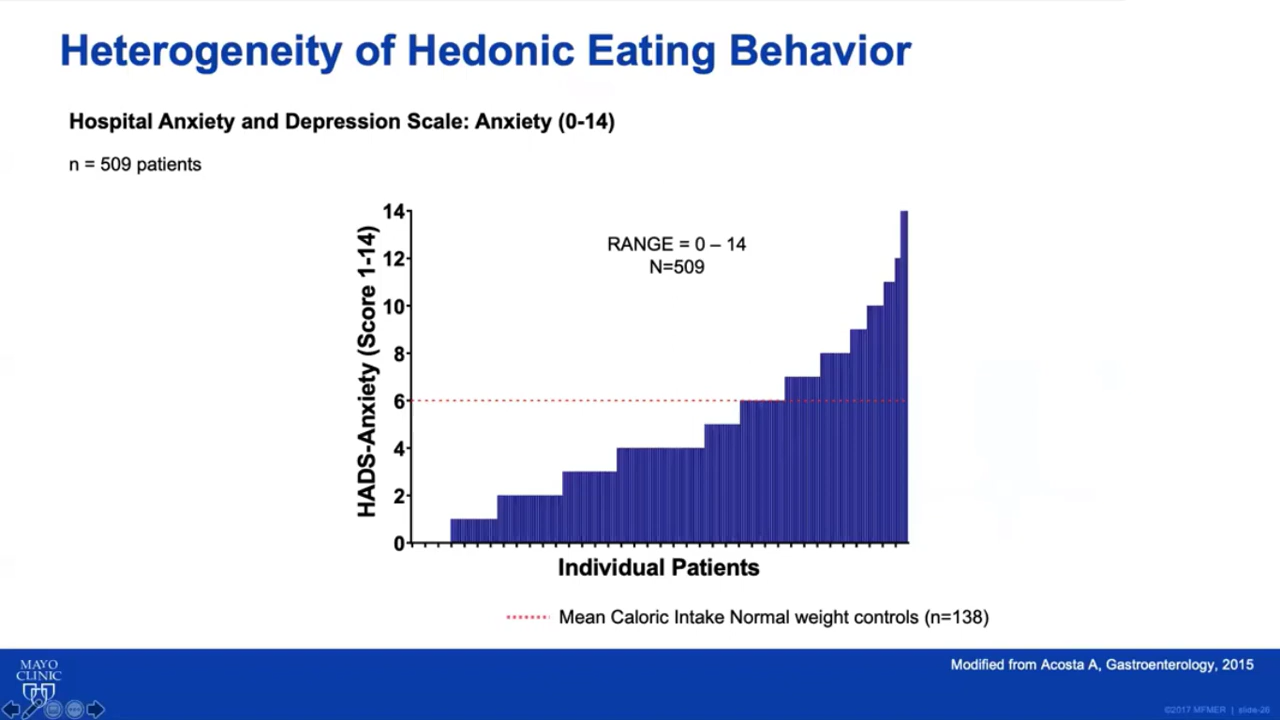 Heterogeneity of Hedonic Eating Behavior
Hospital Anxiety and Depression Scale: Anxiety (0-14)
n = 509 patients
HADS-Anxiety (Score 1-14)
14
12
10
8
6
4
2
0
RANGE = 0 – 14
N=509
Individual Patients
Mean Caloric Intake Normal weight controls (n=138)
Modified from Acosta A, Gastroenterology, 2015
MAYO
CLINIC
©2017 MFMER | slide-26